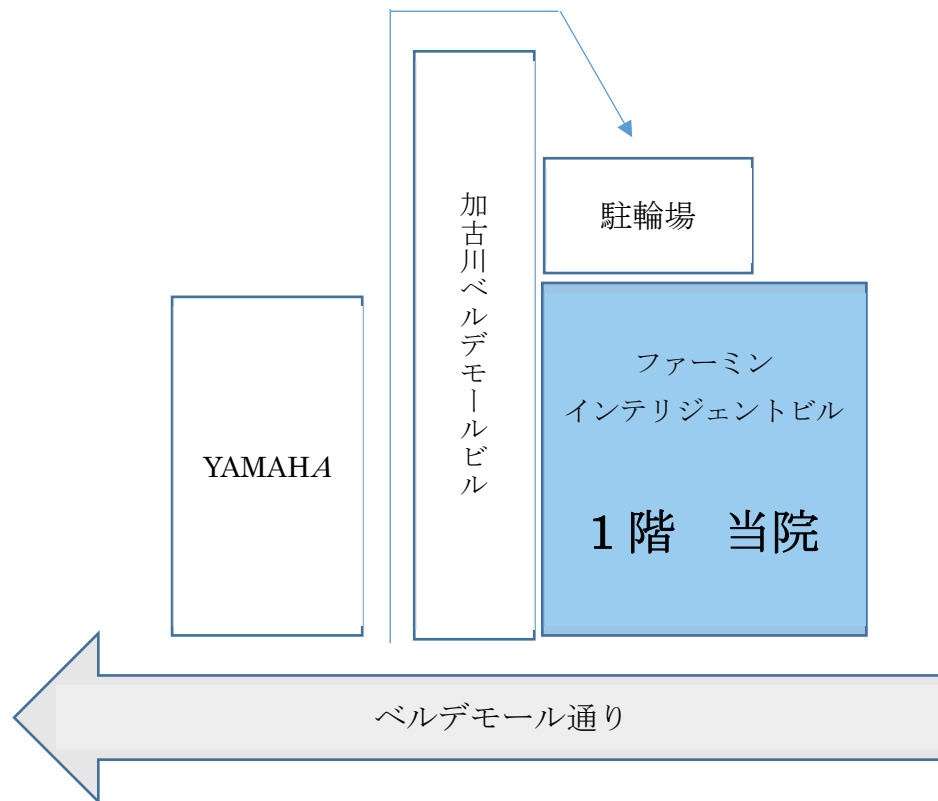 加古川ベルデモールビル
駐輪場
ファーミン
インテリジェントビル
YAMAHA
1階　当院
ベルデモール通り